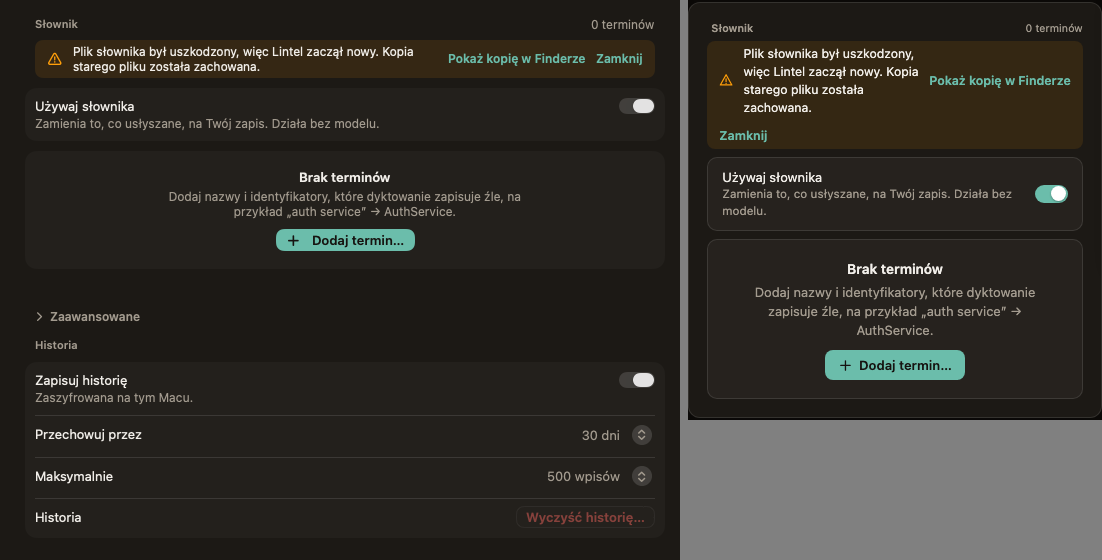 Słownik
0 terminów
Plik słownika był uszkodzony, więc Lintel zaczął nowy. Kopia
starego pliku została zachowana.
Pokaż kopię w Finderze
Zamknij
Używaj słownika
Zamienia to, co usłyszane, na Twój zapis. Działa bez modelu.
Brak terminów
Dodaj nazwy i identyfikatory, które dyktowanie zapisuje źle, na
przykład „auth service” → AuthService.
+ Dodaj termin...
> Zaawansowane
Historia
Zapisuj historię
Zaszyfrowana na tym Macu.
Przechowuj przez
30 dni
Maksymalnie
500 wpisów
Historia
Wyczyść historię...
Słownik
0 terminów
Plik słownika był uszkodzony,
więc Lintel zaczął nowy. Kopia
starego pliku została
zachowana.
Pokaż kopię w Finderze
Zamknij
Używaj słownika
Zamienia to, co usłyszane, na Twój zapis. Działa bez
modelu.
Brak terminów
Dodaj nazwy i identyfikatory, które dyktowanie
zapisuje źle, na przykład „auth service” →
AuthService.
+ Dodaj termin...